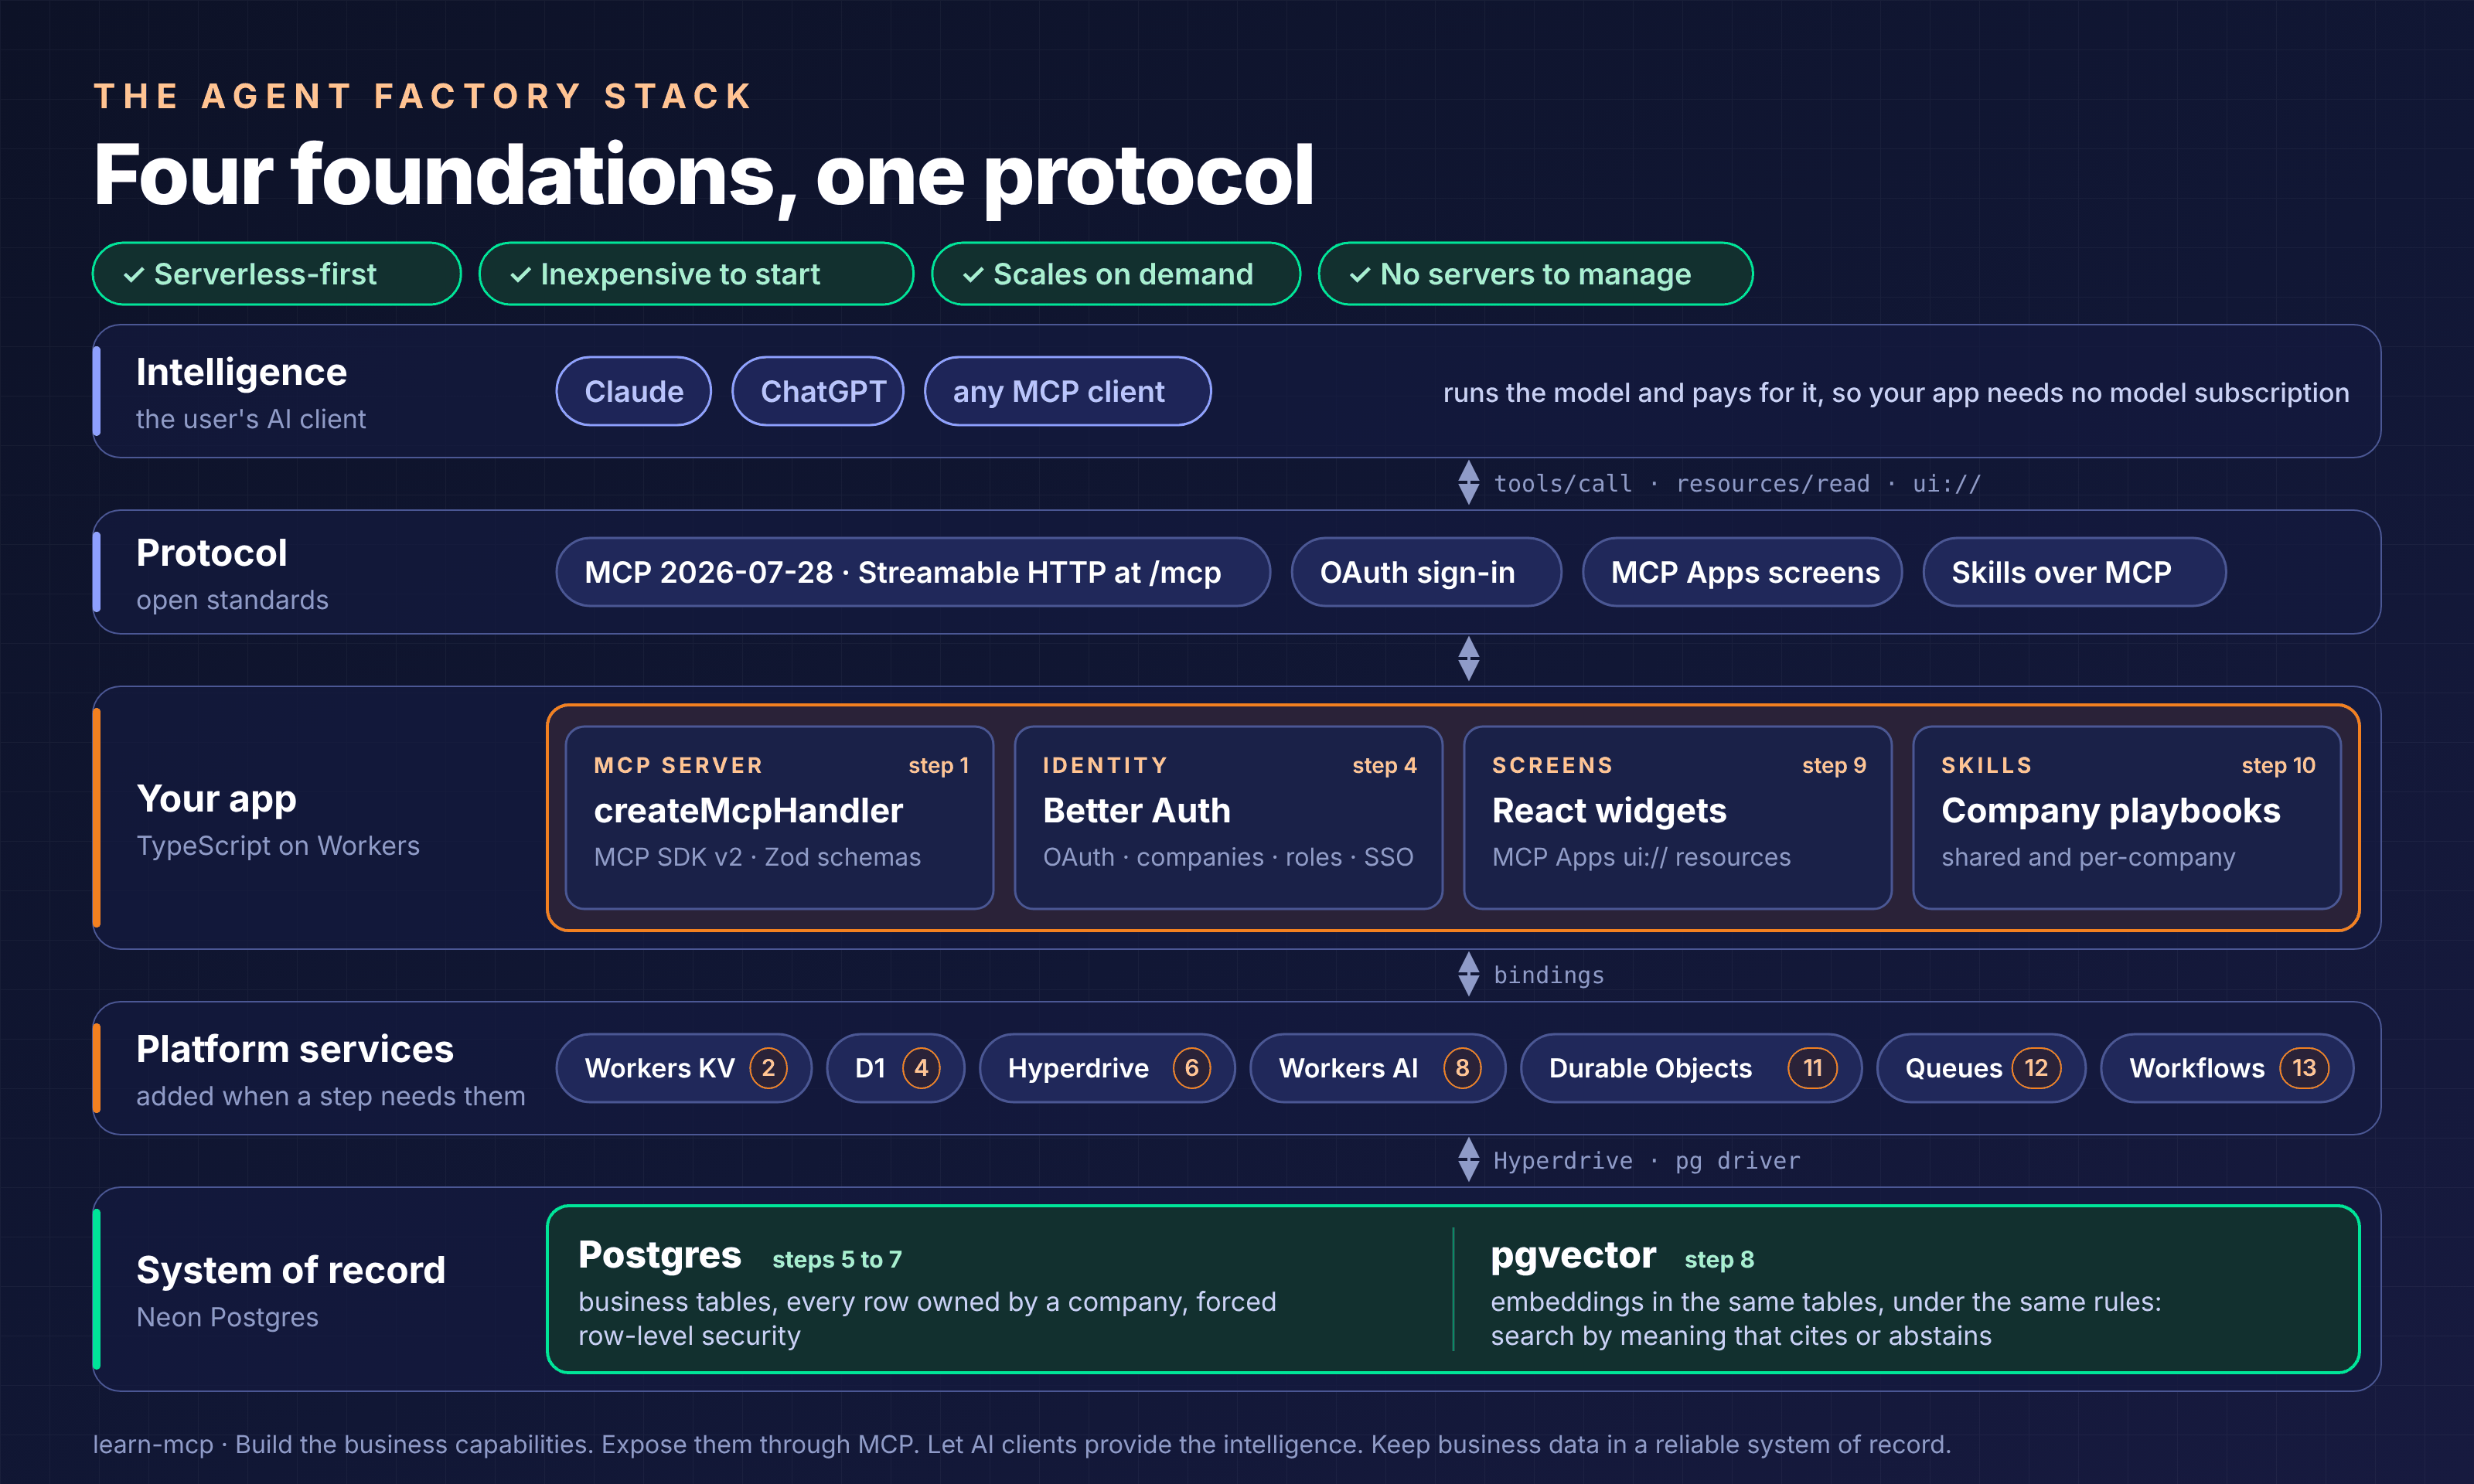 THE AGENT FACTORY STACK
Four foundations, one protocol
✓ Serverless-first
✓ Inexpensive to start
✓ Scales on demand
✓ No servers to manage
Intelligence
the user's AI client
Claude
ChatGPT
any MCP client
runs the model and pays for it, so your app needs no model subscription
tools/call · resources/read · ui://
Protocol
open standards
MCP 2026-07-28 · Streamable HTTP at /mcp
OAuth sign-in
MCP Apps screens
Skills over MCP
Your app
TypeScript on Workers
MCP SERVER step 1
createMcpHandler
MCP SDK v2 · Zod schemas
IDENTITY step 4
Better Auth
OAuth · companies · roles · SSO
SCREENS step 9
React widgets
MCP Apps ui:// resources
SKILLS step 10
Company playbooks
shared and per-company
bindings
Platform services
added when a step needs them
Workers KV 2
D1 4
Hyperdrive 6
Workers AI 8
Durable Objects 11
Queues 12
Workflows 13
Hyperdrive · pg driver
System of record
Neon Postgres
Postgres steps 5 to 7
business tables, every row owned by a company, forced
row-level security
pgvector step 8
embeddings in the same tables, under the same rules:
search by meaning that cites or abstains
learn-mcp · Build the business capabilities. Expose them through MCP. Let AI clients provide the intelligence. Keep business data in a reliable system of record.